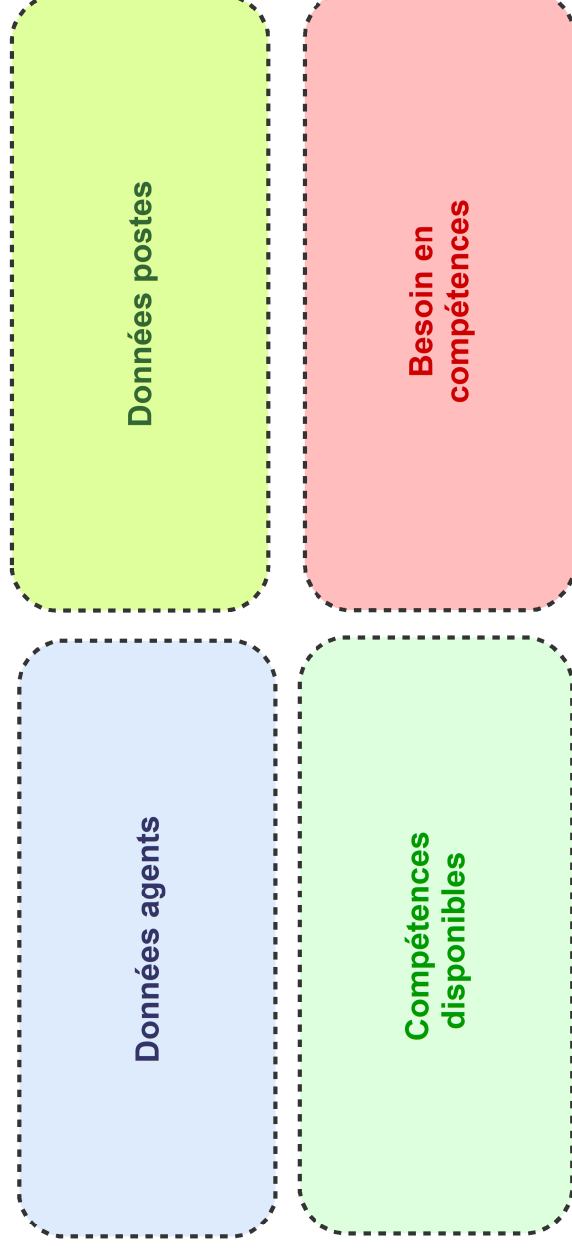 Données postes
Besoin en
compétences
Données agents
Compétences
disponibles